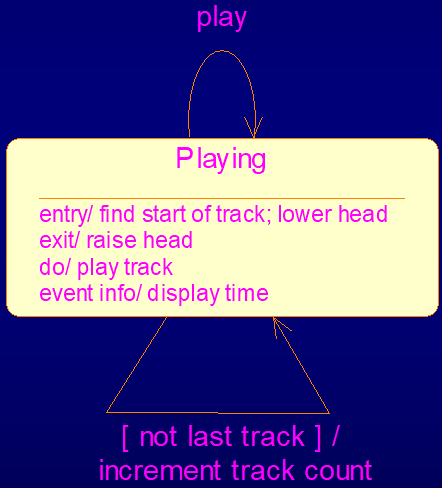 play
Playing
entry/ find start of track; lower head
exit/ raise head
do/ play track
event info/ display time
[ not last track ] /
increment track count